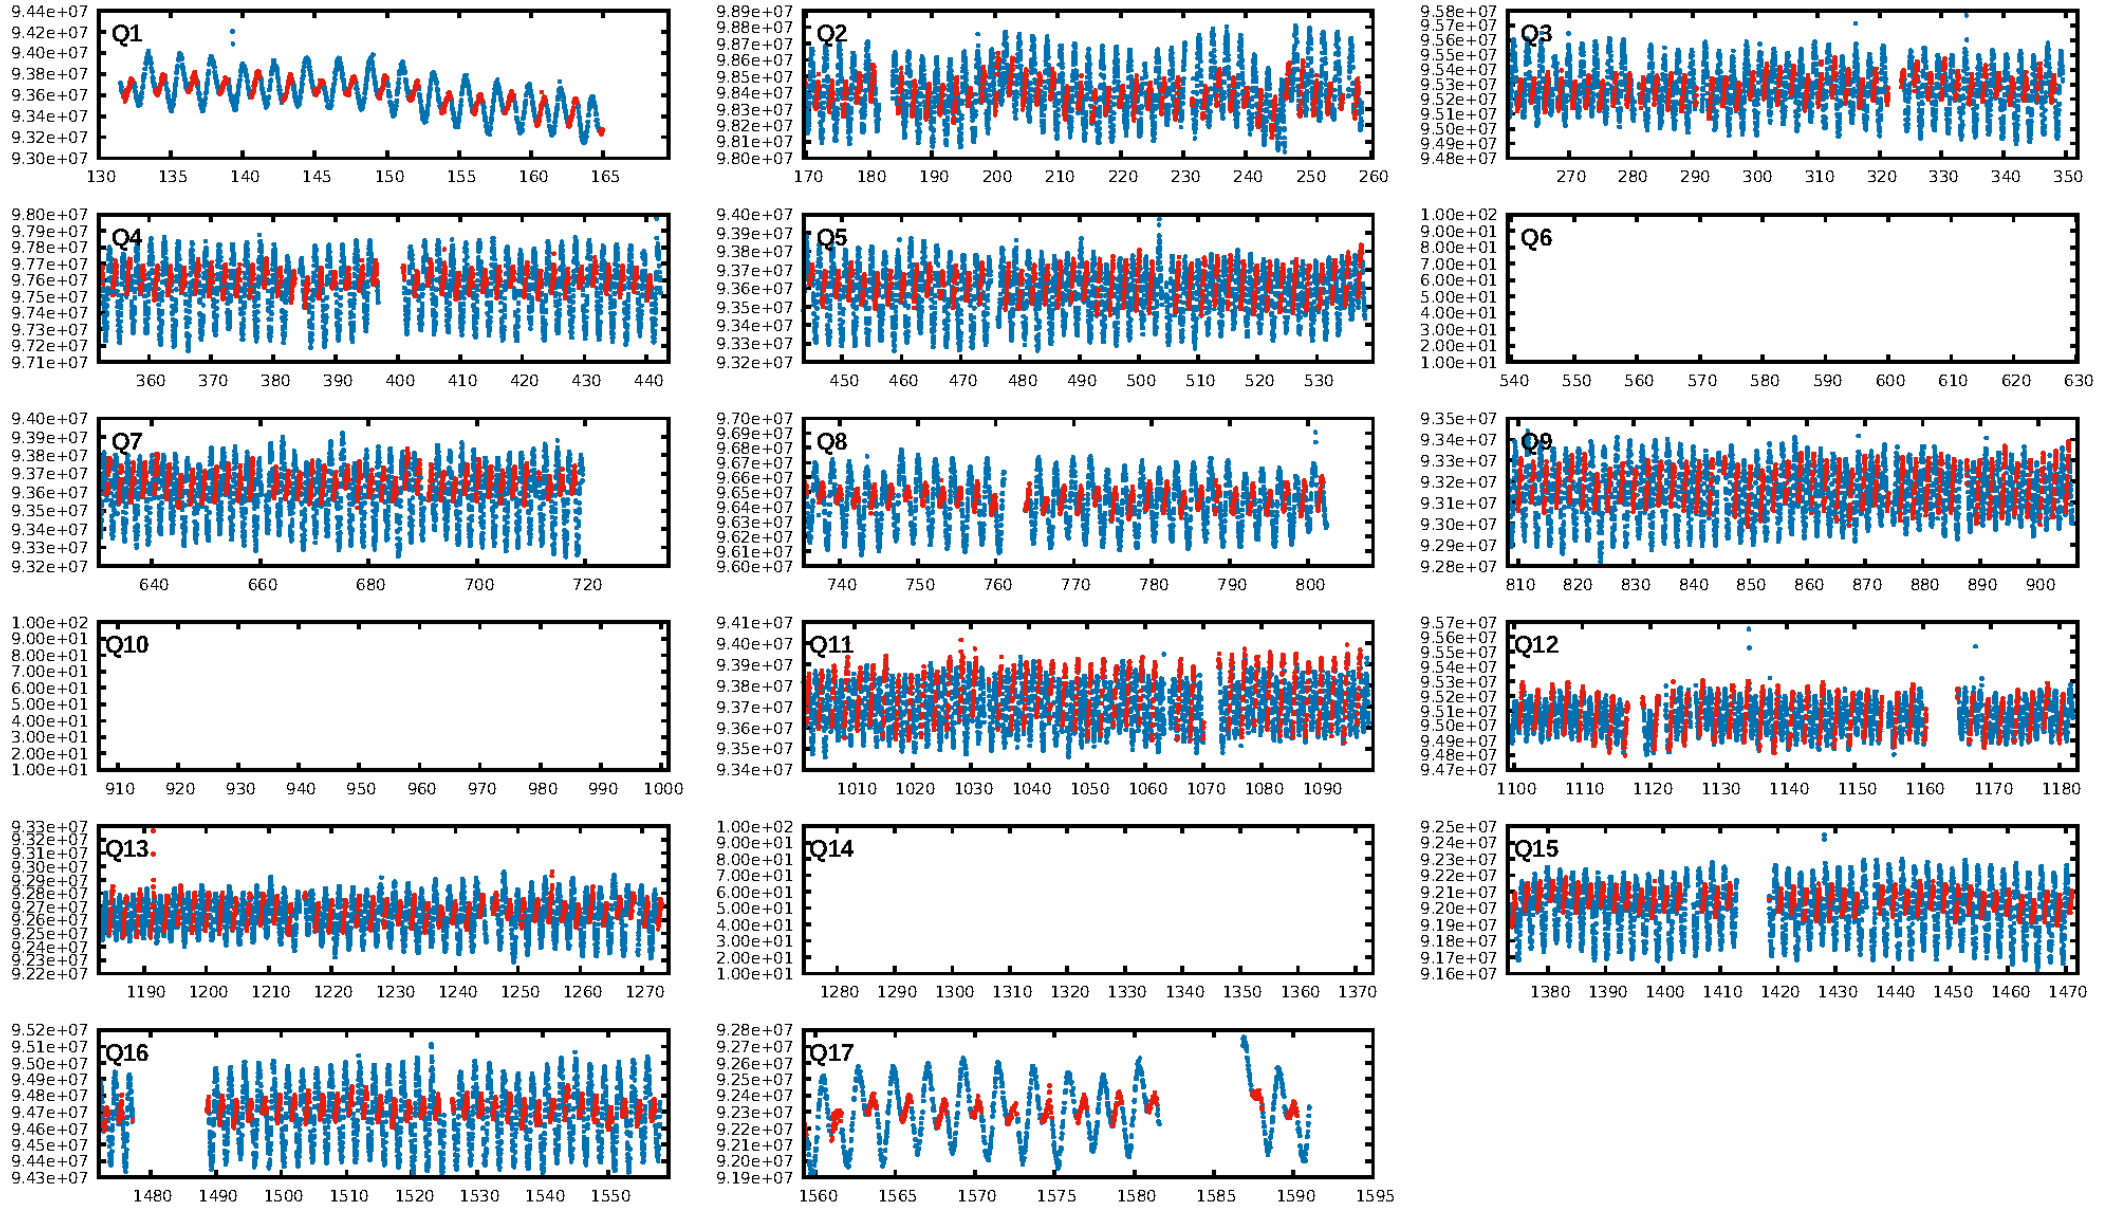 Q1
9.44e+07
9.42e+07
9.40e+07
9.38e+07
9.36e+07
9.34e+07
9.32e+07
9.30e+07
130 135 140 145 150 155 160 165
Q2
9.89e+07
9.88e+07
9.87e+07
9.86e+07
9.85e+07
9.84e+07
9.83e+07
9.82e+07
9.81e+07
9.80e+07
170 180 190 200 210 220 230 240 250 260
Q3
9.58e+07
9.57e+07
9.56e+07
9.55e+07
9.54e+07
9.53e+07
9.52e+07
9.51e+07
9.50e+07
9.49e+07
9.48e+07
270 280 290 300 310 320 330 340 350
Q4
9.80e+07
9.79e+07
9.78e+07
9.77e+07
9.76e+07
9.75e+07
9.74e+07
9.73e+07
9.72e+07
9.71e+07
360 370 380 390 400 410 420 430 440
Q5
9.40e+07
9.39e+07
9.38e+07
9.37e+07
9.36e+07
9.35e+07
9.34e+07
9.33e+07
9.32e+07
450 460 470 480 490 500 510 520 530
Q6
1.00e+02
9.00e+01
8.00e+01
7.00e+01
6.00e+01
5.00e+01
4.00e+01
3.00e+01
2.00e+01
1.00e+01
540 550 560 570 580 590 600 610 620 630
Q7
9.40e+07
9.39e+07
9.38e+07
9.37e+07
9.36e+07
9.35e+07
9.34e+07
9.33e+07
9.32e+07
640 660 680 700 720
Q8
9.70e+07
9.69e+07
9.68e+07
9.67e+07
9.66e+07
9.65e+07
9.64e+07
9.63e+07
9.62e+07
9.61e+07
9.60e+07
740 750 760 770 780 790 800
Q9
9.35e+07
9.34e+07
9.33e+07
9.32e+07
9.31e+07
9.30e+07
9.29e+07
9.28e+07
810 820 830 840 850 860 870 880 890 900
Q10
1.00e+02
9.00e+01
8.00e+01
7.00e+01
6.00e+01
5.00e+01
4.00e+01
3.00e+01
2.00e+01
1.00e+01
910 920 930 940 950 960 970 980 990 1000
Q11
9.41e+07
9.40e+07
9.39e+07
9.38e+07
9.37e+07
9.36e+07
9.35e+07
9.34e+07
1010 1020 1030 1040 1050 1060 1070 1080 1090
Q12
9.57e+07
9.56e+07
9.55e+07
9.54e+07
9.53e+07
9.52e+07
9.51e+07
9.50e+07
9.49e+07
9.48e+07
9.47e+07
1100 1110 1120 1130 1140 1150 1160 1170 1180
Q13
9.33e+07
9.32e+07
9.31e+07
9.30e+07
9.29e+07
9.28e+07
9.27e+07
9.26e+07
9.25e+07
9.24e+07
9.23e+07
9.22e+07
1190 1200 1210 1220 1230 1240 1250 1260 1270
Q14
1.00e+02
9.00e+01
8.00e+01
7.00e+01
6.00e+01
5.00e+01
4.00e+01
3.00e+01
2.00e+01
1.00e+01
1280 1290 1300 1310 1320 1330 1340 1350 1360 1370
Q15
9.25e+07
9.24e+07
9.23e+07
9.22e+07
9.21e+07
9.20e+07
9.19e+07
9.18e+07
9.17e+07
9.16e+07
1380 1390 1400 1410 1420 1430 1440 1450 1460 1470
Q16
9.52e+07
9.51e+07
9.50e+07
9.49e+07
9.48e+07
9.47e+07
9.46e+07
9.45e+07
9.44e+07
9.43e+07
1480 1490 1500 1510 1520 1530 1540 1550
Q17
9.28e+07
9.27e+07
9.26e+07
9.25e+07
9.24e+07
9.23e+07
9.22e+07
9.21e+07
9.20e+07
9.19e+07
1560 1565 1570 1575 1580 1585 1590 1595